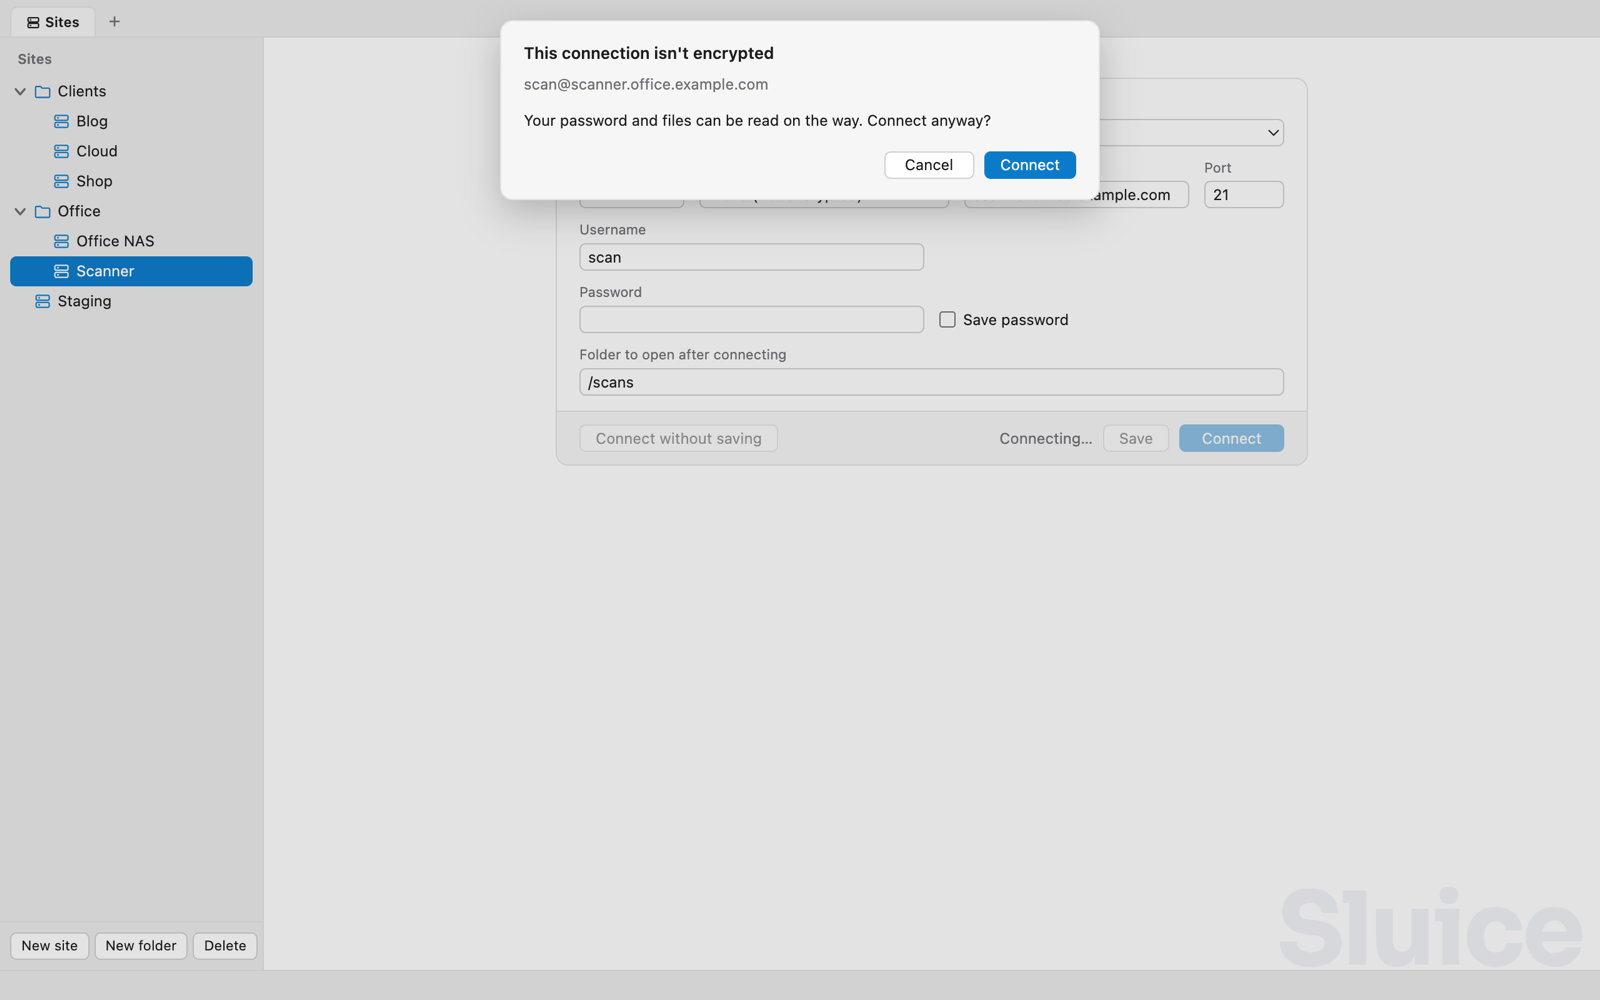 Sites
Sites
Clients
Blog
Cloud
Shop
Office
Office NAS
Scanner
Staging
New site
New folder
Delete
This connection isn't encrypted
scan@scanner.office.example.com
Your password and files can be read on the way. Connect anyway?
Cancel
Connect
Port
21
Username
scan
Password
Save password
Folder to open after connecting
/scans
Connect without saving
Connecting...
Save
Connect
Sluice